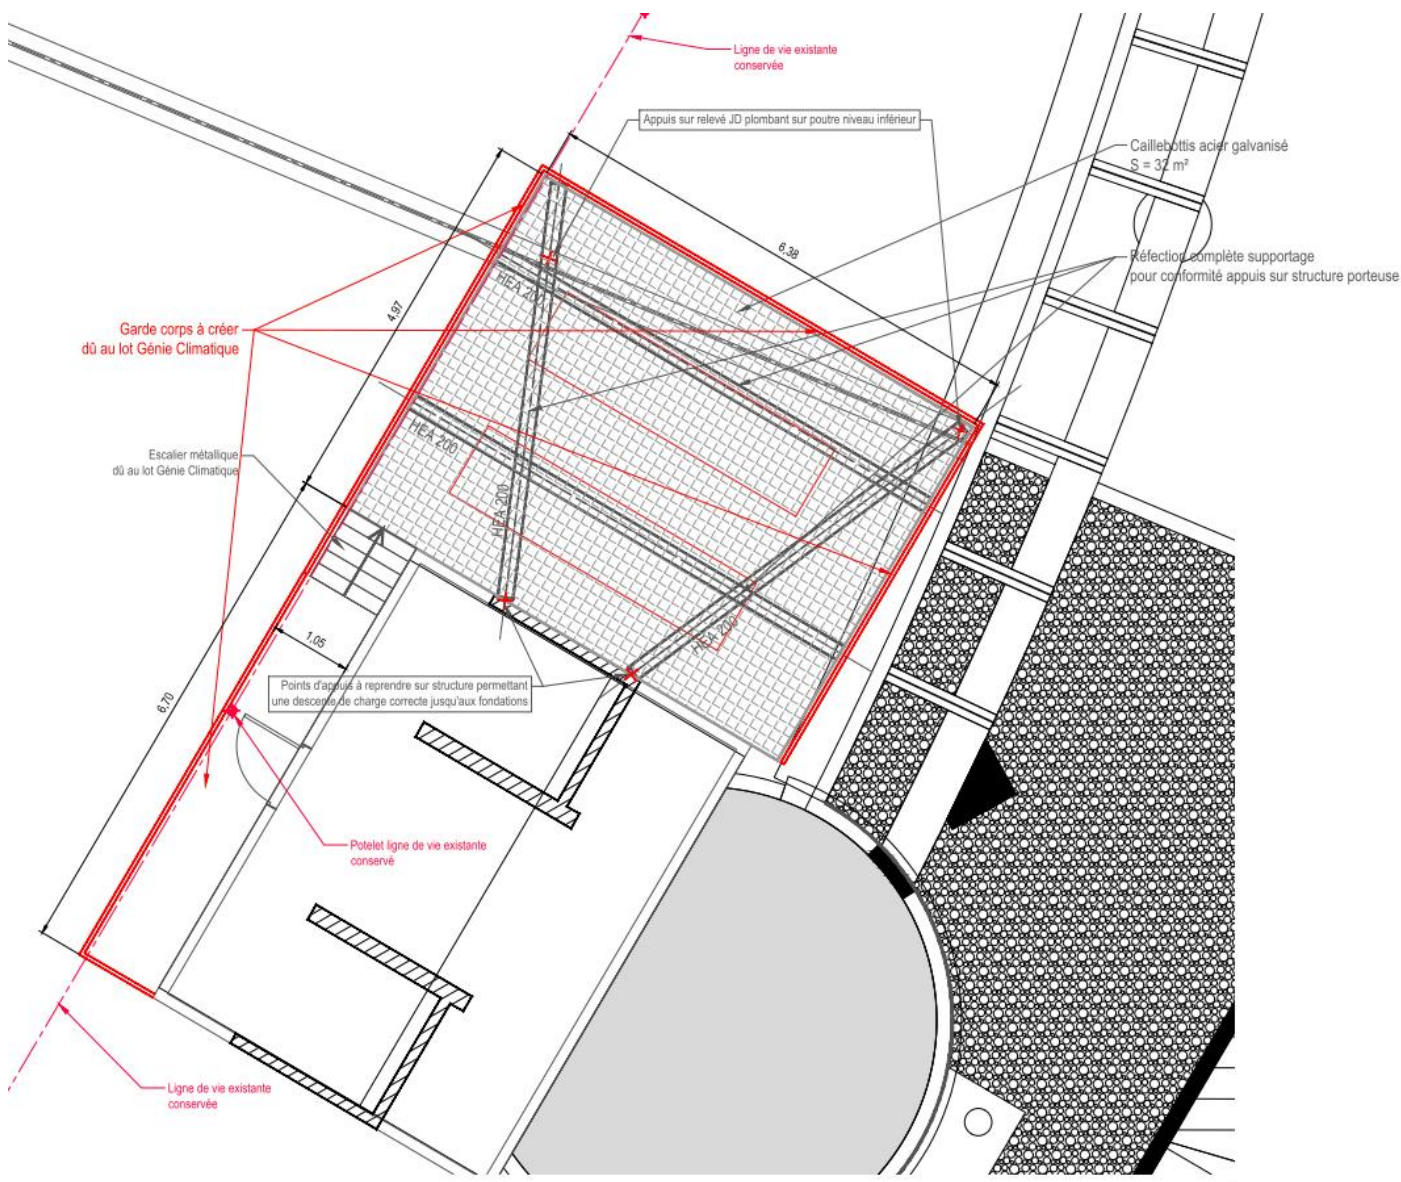 Ligne de vie existante
conservée
Appuis sur relevé JD plombant sur poutre niveau inférieur
Caillebottis acier galvanisé
S = 32 m²
6,38
Réfection complète supportage
pour conformité appuis sur structure porteuse
HEA 200
4,97
Garde corps à créer
dû au lot Génie Climatique
HEA 200
Escalier métallique
dû au lot Génie Climatique
HEA 200
1,05
HEA 200
Points d'appuis à reprendre sur structure permettant
une descente de charge correcte jusqu'aux fondations
6,70
Potelet ligne de vie existante
conservé
Ligne de vie existante
conservée